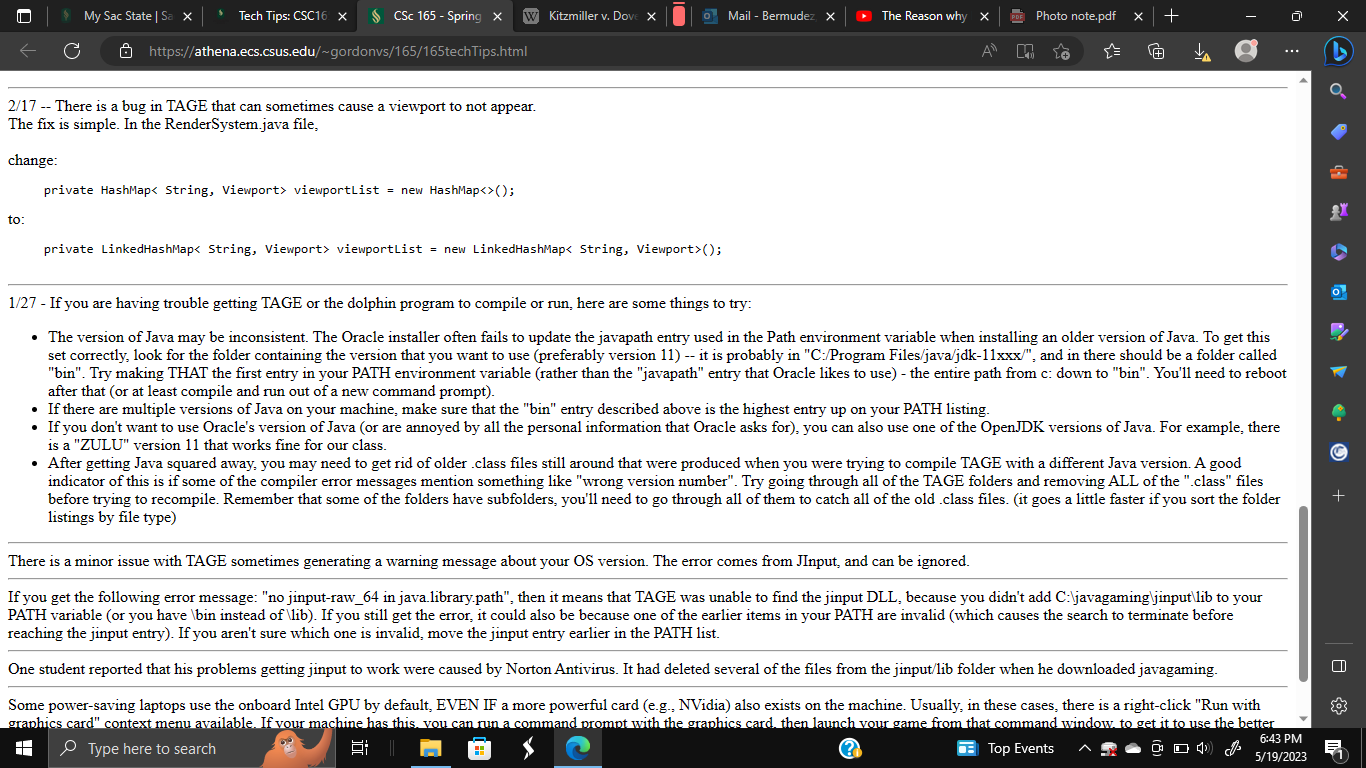 My Sac State | Sa
Tech Tips: CSC16
CSc 165 - Spring
Kitzmiller v. Dove
Mail - Bermudez,
The Reason why
Photo note.pdf
https://athena.ecs.csus.edu/~gordonvs/165/165techTips.html
2/17 -- There is a bug in TAGE that can sometimes cause a viewport to not appear.
The fix is simple. In the RenderSystem.java file,
change:
private HashMap< String, Viewport> viewportList = new HashMap<>();
to:
private LinkedHashMap< String, Viewport> viewportList = new LinkedHashMap< String, Viewport>();
1/27 - If you are having trouble getting TAGE or the dolphin program to compile or run, here are some things to try:
• The version of Java may be inconsistent. The Oracle installer often fails to update the javapath entry used in the Path environment variable when installing an older version of Java. To get this
set correctly, look for the folder containing the version that you want to use (preferably version 11) -- it is probably in "C:/Program Files/java/jdk-11xxx/", and in there should be a folder called
"bin". Try making THAT the first entry in your PATH environment variable (rather than the "javapath" entry that Oracle likes to use) - the entire path from c: down to "bin". You'll need to reboot
after that (or at least compile and run out of a new command prompt).
• If there are multiple versions of Java on your machine, make sure that the "bin" entry described above is the highest entry up on your PATH listing.
• If you don't want to use Oracle's version of Java (or are annoyed by all the personal information that Oracle asks for), you can also use one of the OpenJDK versions of Java. For example, there
is a "ZULU" version 11 that works fine for our class.
• After getting Java squared away, you may need to get rid of older .class files still around that were produced when you were trying to compile TAGE with a different Java version. A good
indicator of this is if some of the compiler error messages mention something like "wrong version number". Try going through all of the TAGE folders and removing ALL of the ".class" files
before trying to recompile. Remember that some of the folders have subfolders, you'll need to go through all of them to catch all of the old .class files. (it goes a little faster if you sort the folder
listings by file type)
There is a minor issue with TAGE sometimes generating a warning message about your OS version. The error comes from JInput, and can be ignored.
If you get the following error message: "no jinput-raw_64 in java.library.path", then it means that TAGE was unable to find the jinput DLL, because you didn't add C:\javagaming\jinput\lib to your
PATH variable (or you have \bin instead of \lib). If you still get the error, it could also be because one of the earlier items in your PATH are invalid (which causes the search to terminate before
reaching the jinput entry). If you aren't sure which one is invalid, move the jinput entry earlier in the PATH list.
One student reported that his problems getting jinput to work were caused by Norton Antivirus. It had deleted several of the files from the jinput/lib folder when he downloaded javagaming.
Some power-saving laptops use the onboard Intel GPU by default, EVEN IF a more powerful card (e.g., NVidia) also exists on the machine. Usually, in these cases, there is a right-click "Run with
graphics card" context menu available. If your machine has this, you can run a command prompt with the graphics card, then launch your game from that command window, to get it to use the better
Type here to search
Top Events
6:43 PM
5/19/2023
1